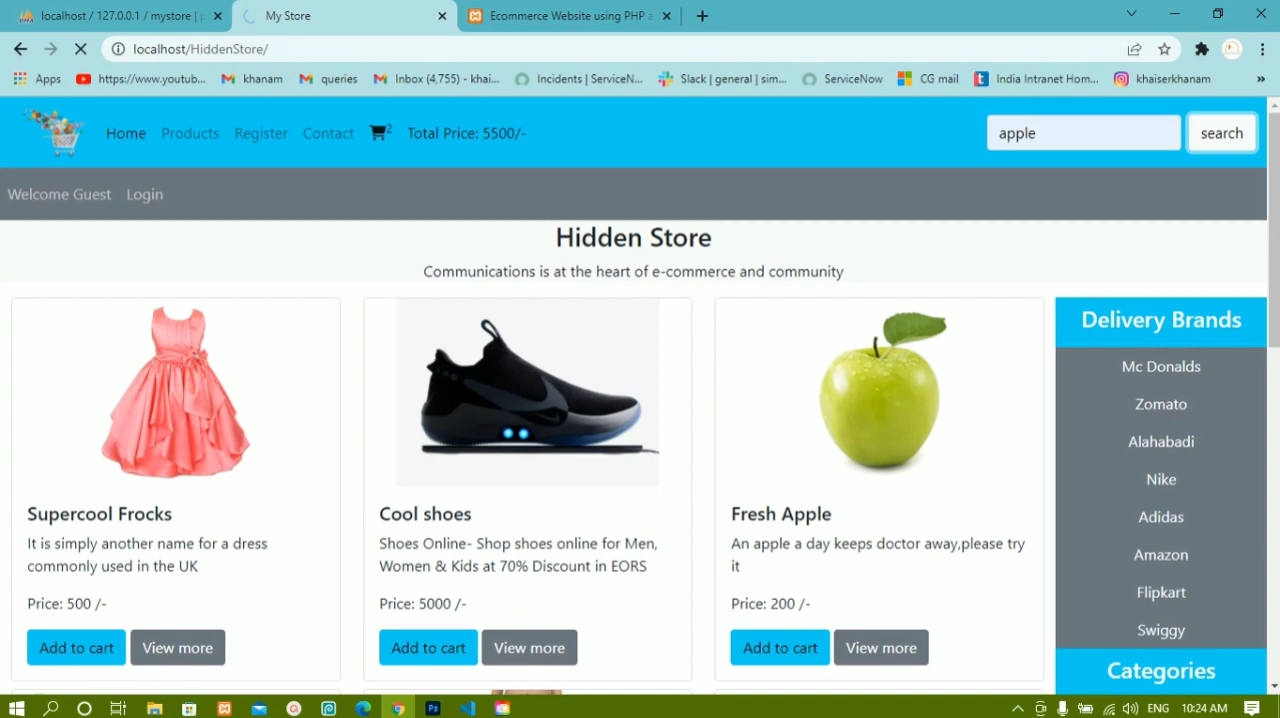 localhost / 127.0.0.1 / mystore | p
My Store
Ecommerce Website using PHP a
localhost/HiddenStore/
Apps
https://www.youtub...
khanam
queries
Inbox (4,755) - khai...
Incidents | ServiceN...
Slack | general | sim...
ServiceNow
CG mail
India Intranet Hom...
khaiserkhanam
»
Home Products Register Contact 2 Total Price: 5500/-
apple
search
Welcome Guest Login
Hidden Store
Communications is at the heart of e-commerce and community
Supercool Frocks
It is simply another name for a dress
commonly used in the UK
Price: 500 /-
Add to cart View more
Cool shoes
Shoes Online- Shop shoes online for Men,
Women & Kids at 70% Discount in EORS
Price: 5000 /-
Add to cart View more
Fresh Apple
An apple a day keeps doctor away,please try
it
Price: 200 /-
Add to cart View more
Delivery Brands
Mc Donalds
Zomato
Alahabadi
Nike
Adidas
Amazon
Flipkart
Swiggy
Categories
ENG 10:24 AM